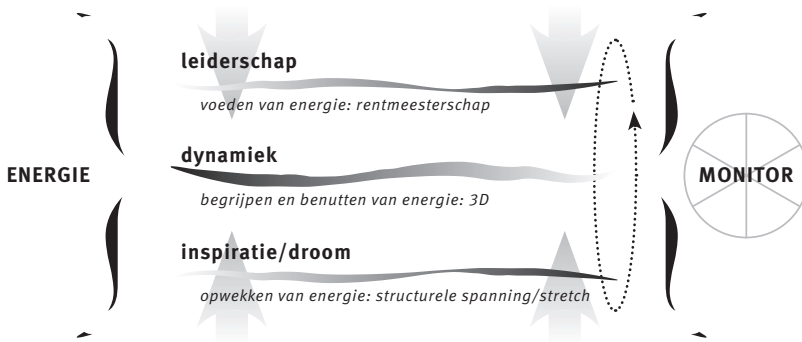 leiderschap
voeden van energie: rentmeesterschap
dynamiek
ENERGIE
MONITOR
begrijpen en benutten van energie: 3D
inspiratie/droom
opwekken van energie: structurele spanning/stretch